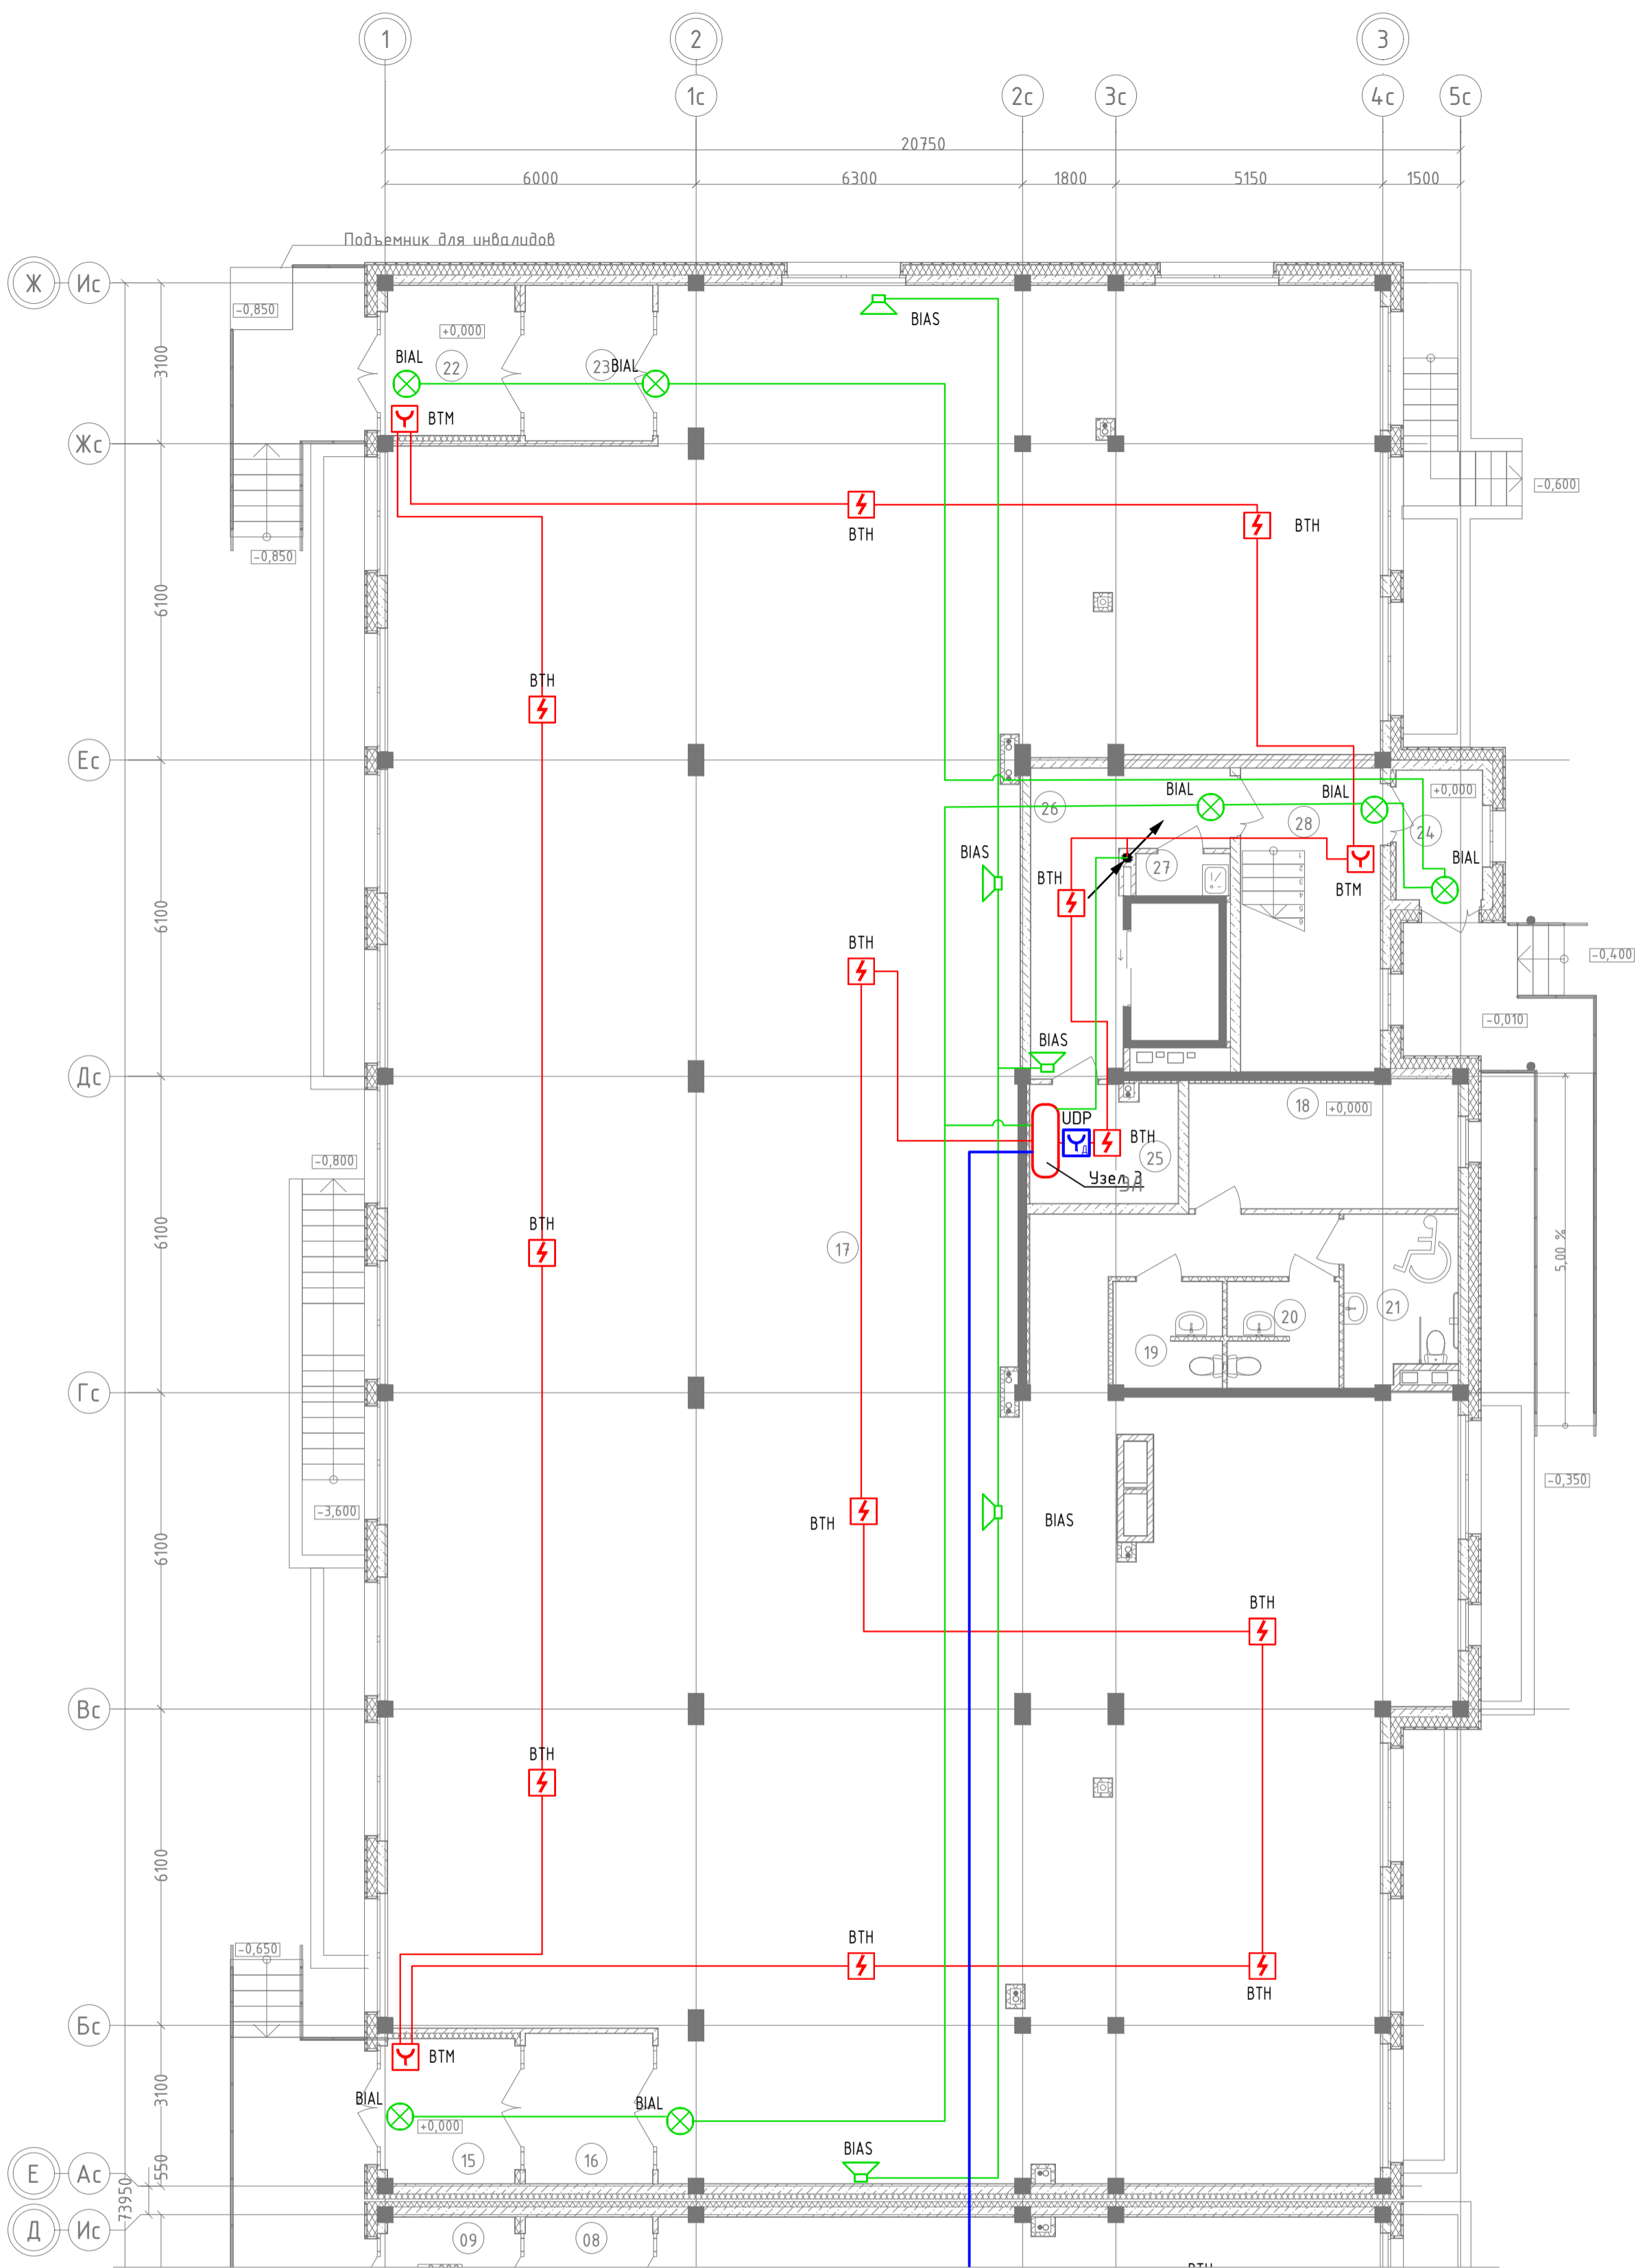 1
2
3
1с
2с
3с
4с
5с
20750
6000
6300
1800
5150
1500
Подъемник для инвалидов
Ж
Ис
-0,850
+0,000
BIAS
3100
BIAL
22
23
BIAL
BTM
Жс
-0,600
BTH
BTH
-0,850
6100
BTH
Ес
BIAL
BIAL
+0,000
26
28
24
BIAS
27
BIAL
BTH
BTM
6100
BTH
-0,400
-0,010
BIAS
Дс
18
+0,000
UDP
BTH
25
-0,800
Узел 3
6100
BTH
17
5,00 %
20
21
19
Гс
-0,350
-3,600
BTH
BIAS
6100
BTH
Вс
BTH
6100
BTH
-0,650
BTH
Бс
BTM
3100
BIAL
BIAL
+0,000
15
16
BIAS
Е
Ас
550
73950
Д
Ис
09
08